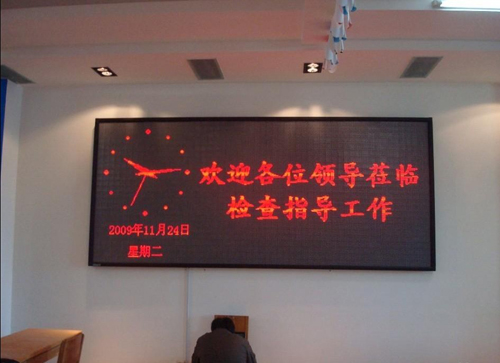 欢迎各位领导莅临
检查指导工作
2009年11月24日
星期二